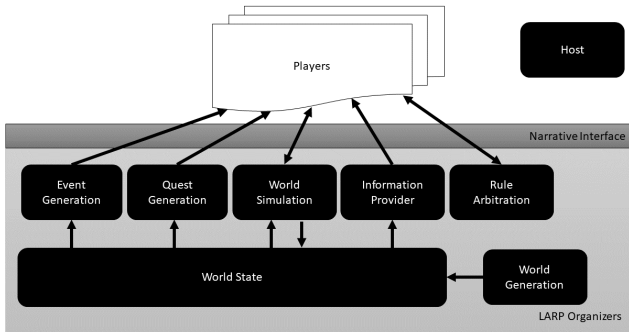 Players
Host
Narrative Interface
Event
Generation
Quest
Generation
World
Simulation
Information
Provider
Rule
Arbitration
World State
World
Generation
LARP Organizers